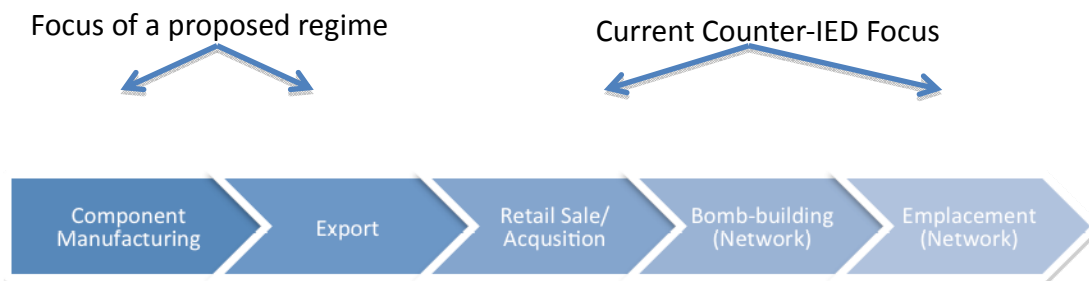 Focus of a proposed regime
Current Counter-IED Focus
Component
Manufacturing
Export
Retail Sale/
Acqusition
Bomb-building
(Network)
Emplacement
(Network)